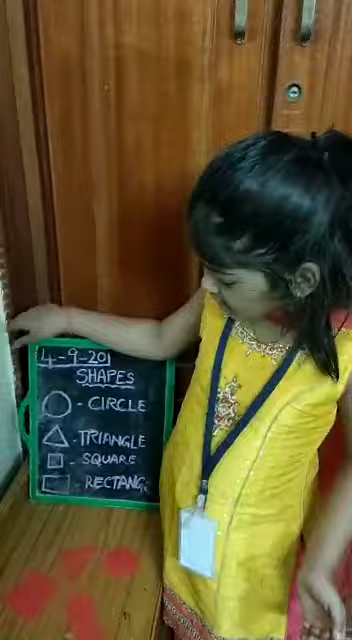 4-9-201
SHAPES
- CIRCLE
- TRIANGLE
- SQUARE
- RECTANG